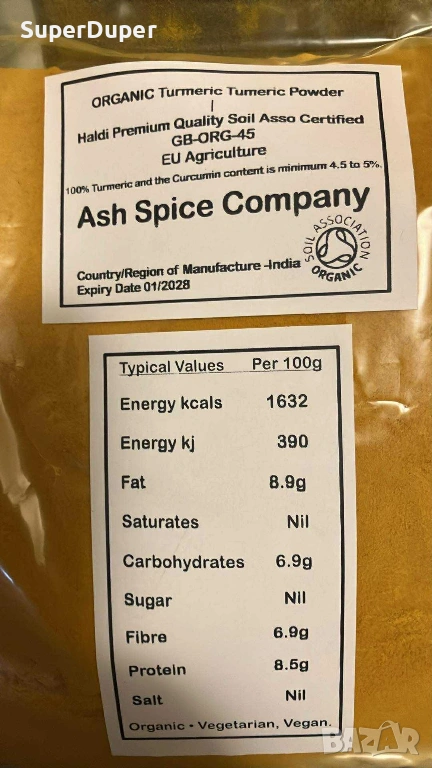 SuperDuper
ORGANIC Turmeric Tumeric Powder
|
Haldi Premium Quality Soil Asso Certified
GB-ORG-45
EU Agriculture
100% Turmeric and the Curcumin content is minimum 4.5 to 5%.
Ash Spice Company
SOIL ASSOCIATION
ORGANIC
Country/Region of Manufacture -India
Expiry Date 01/2028
Typical Values Per 100g
Energy kcals 1632
Energy kj 390
Fat 8.9g
Saturates Nil
Carbohydrates 6.9g
Sugar Nil
Fibre 6.9g
Protein 8.5g
Salt Nil
Organic • Vegetarian, Vegan.
BAZAR